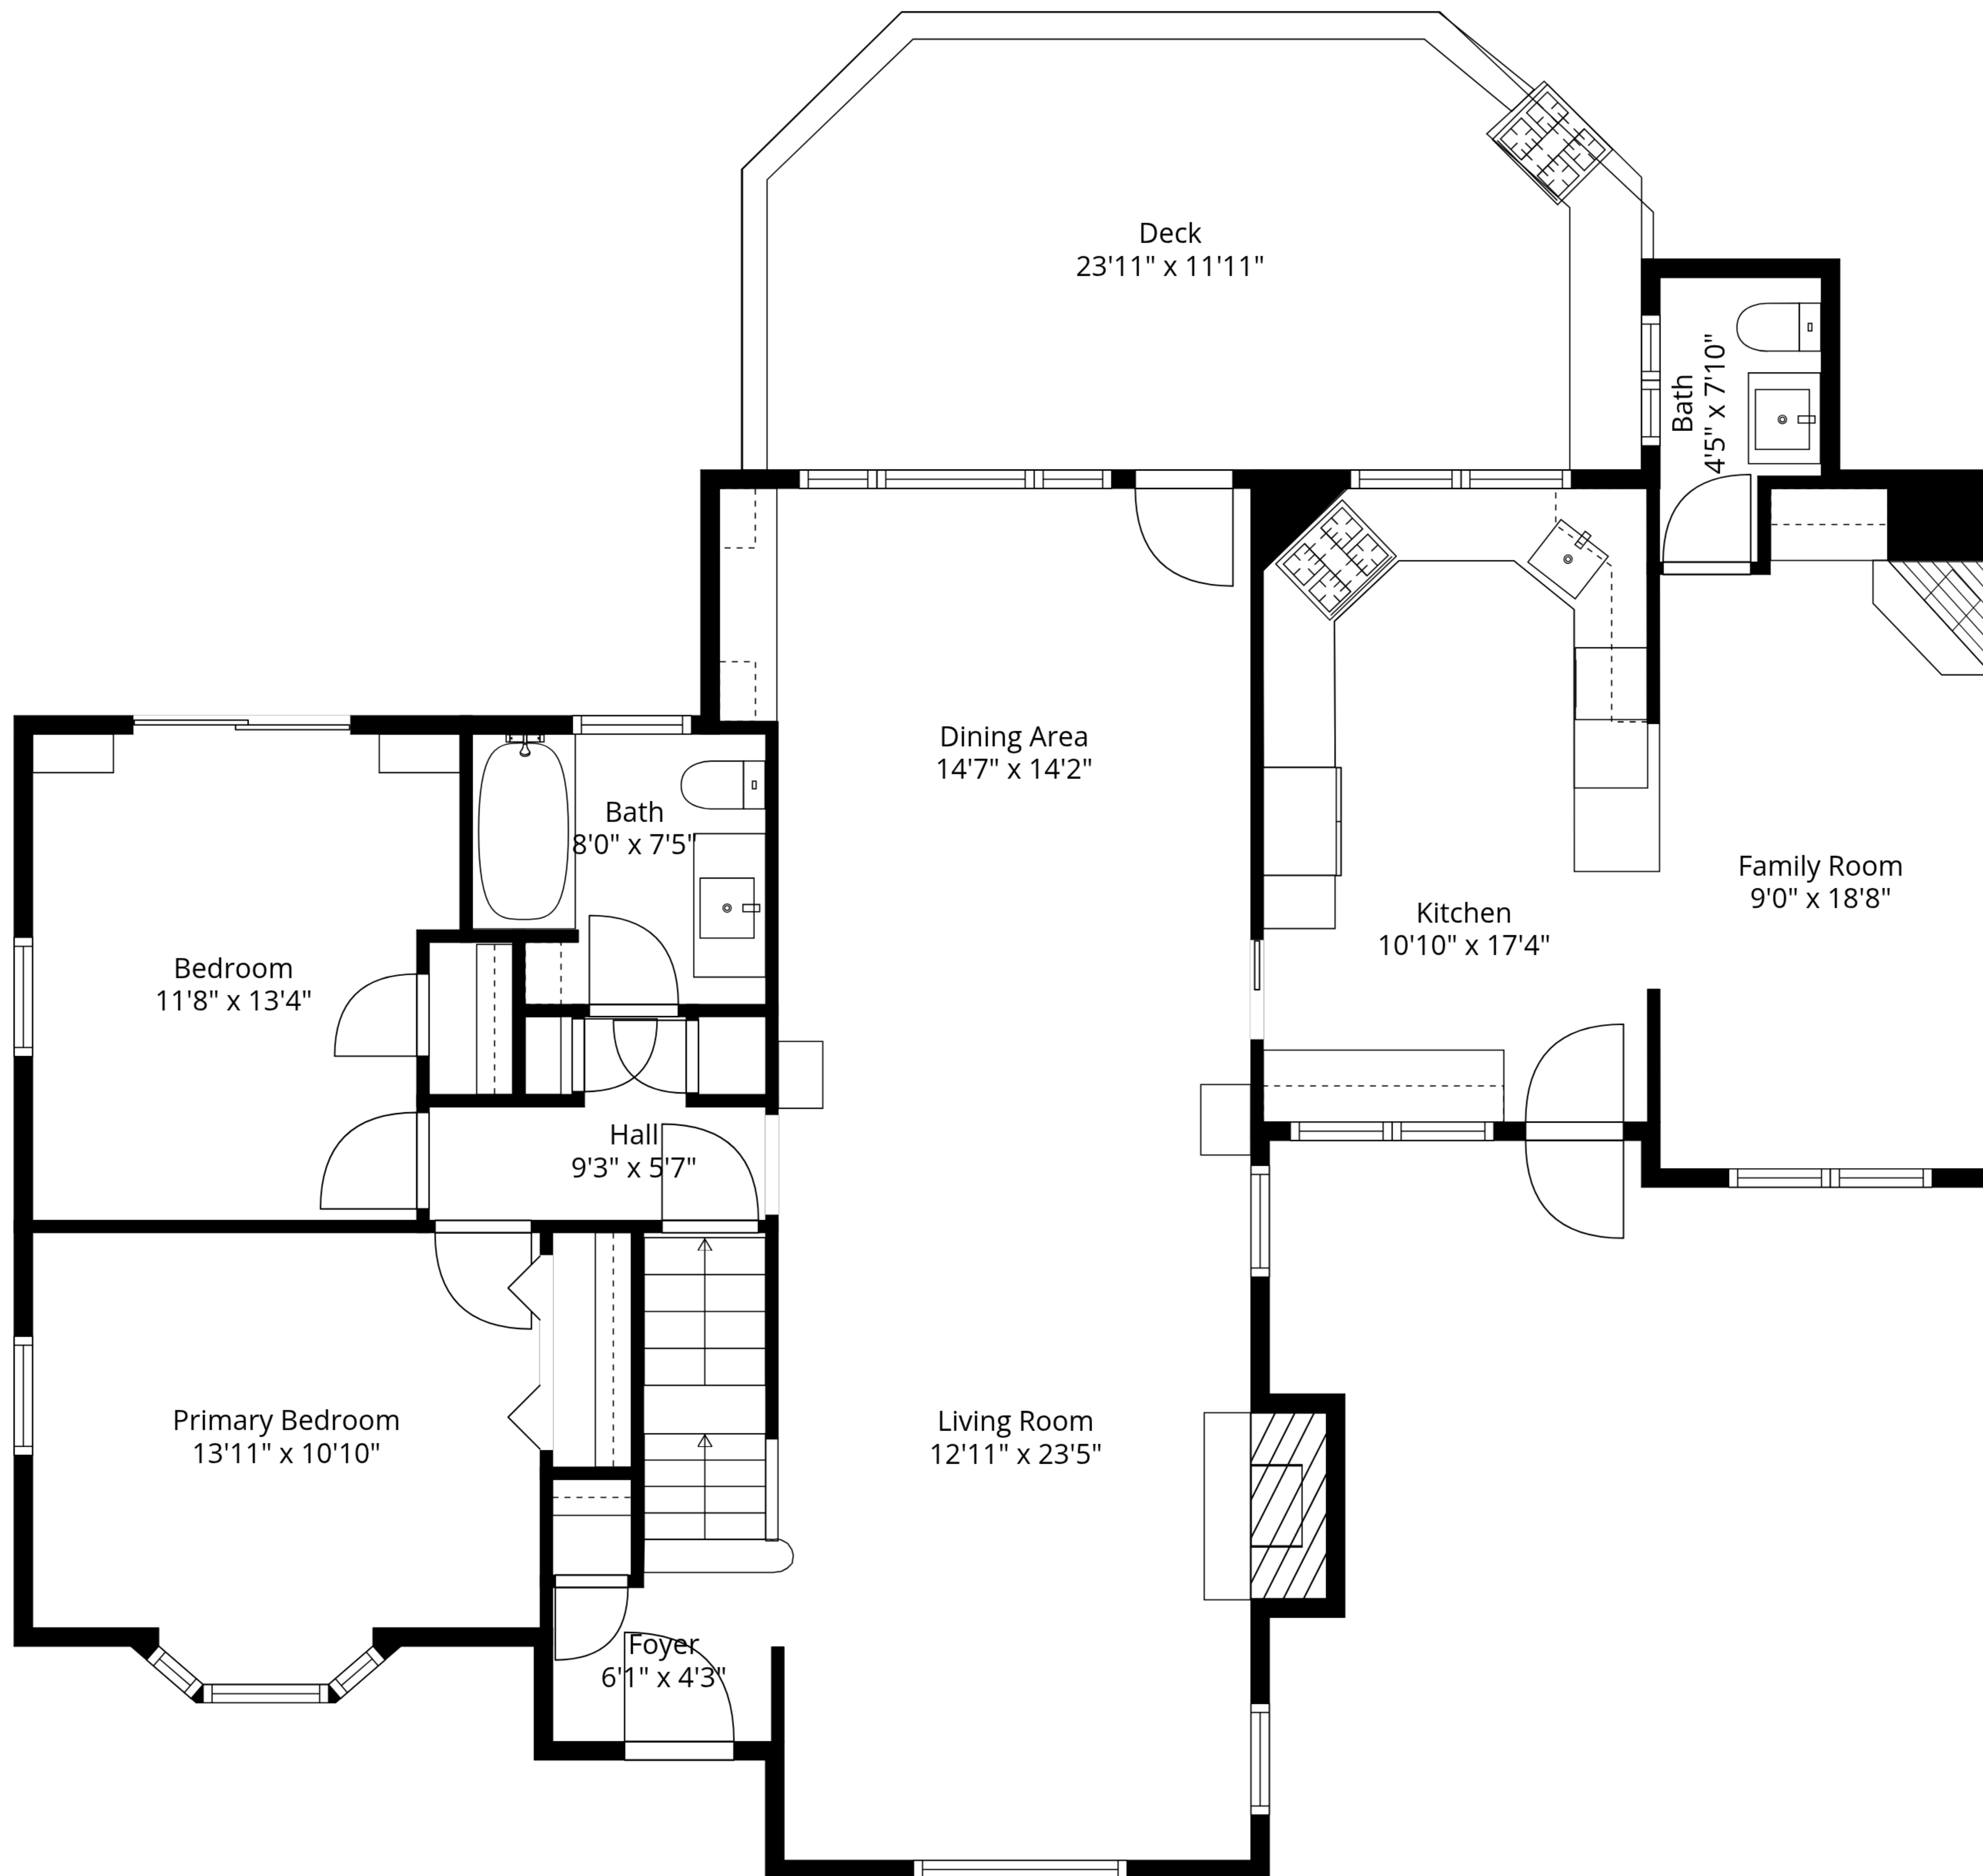 Deck
23'11" x 11'11"
Bath
4'5" x 7'10"
Dining Area
14'7" x 14'2"
Bath
8'0" x 7'5"
Family Room
9'0" x 18'8"
Kitchen
10'10" x 17'4"
Bedroom
11'8" x 13'4"
Hall
9'3" x 5'7"
Primary Bedroom
13'11" x 10'10"
Living Room
12'11" x 23'5"
Foyer
6'1" x 4'3"